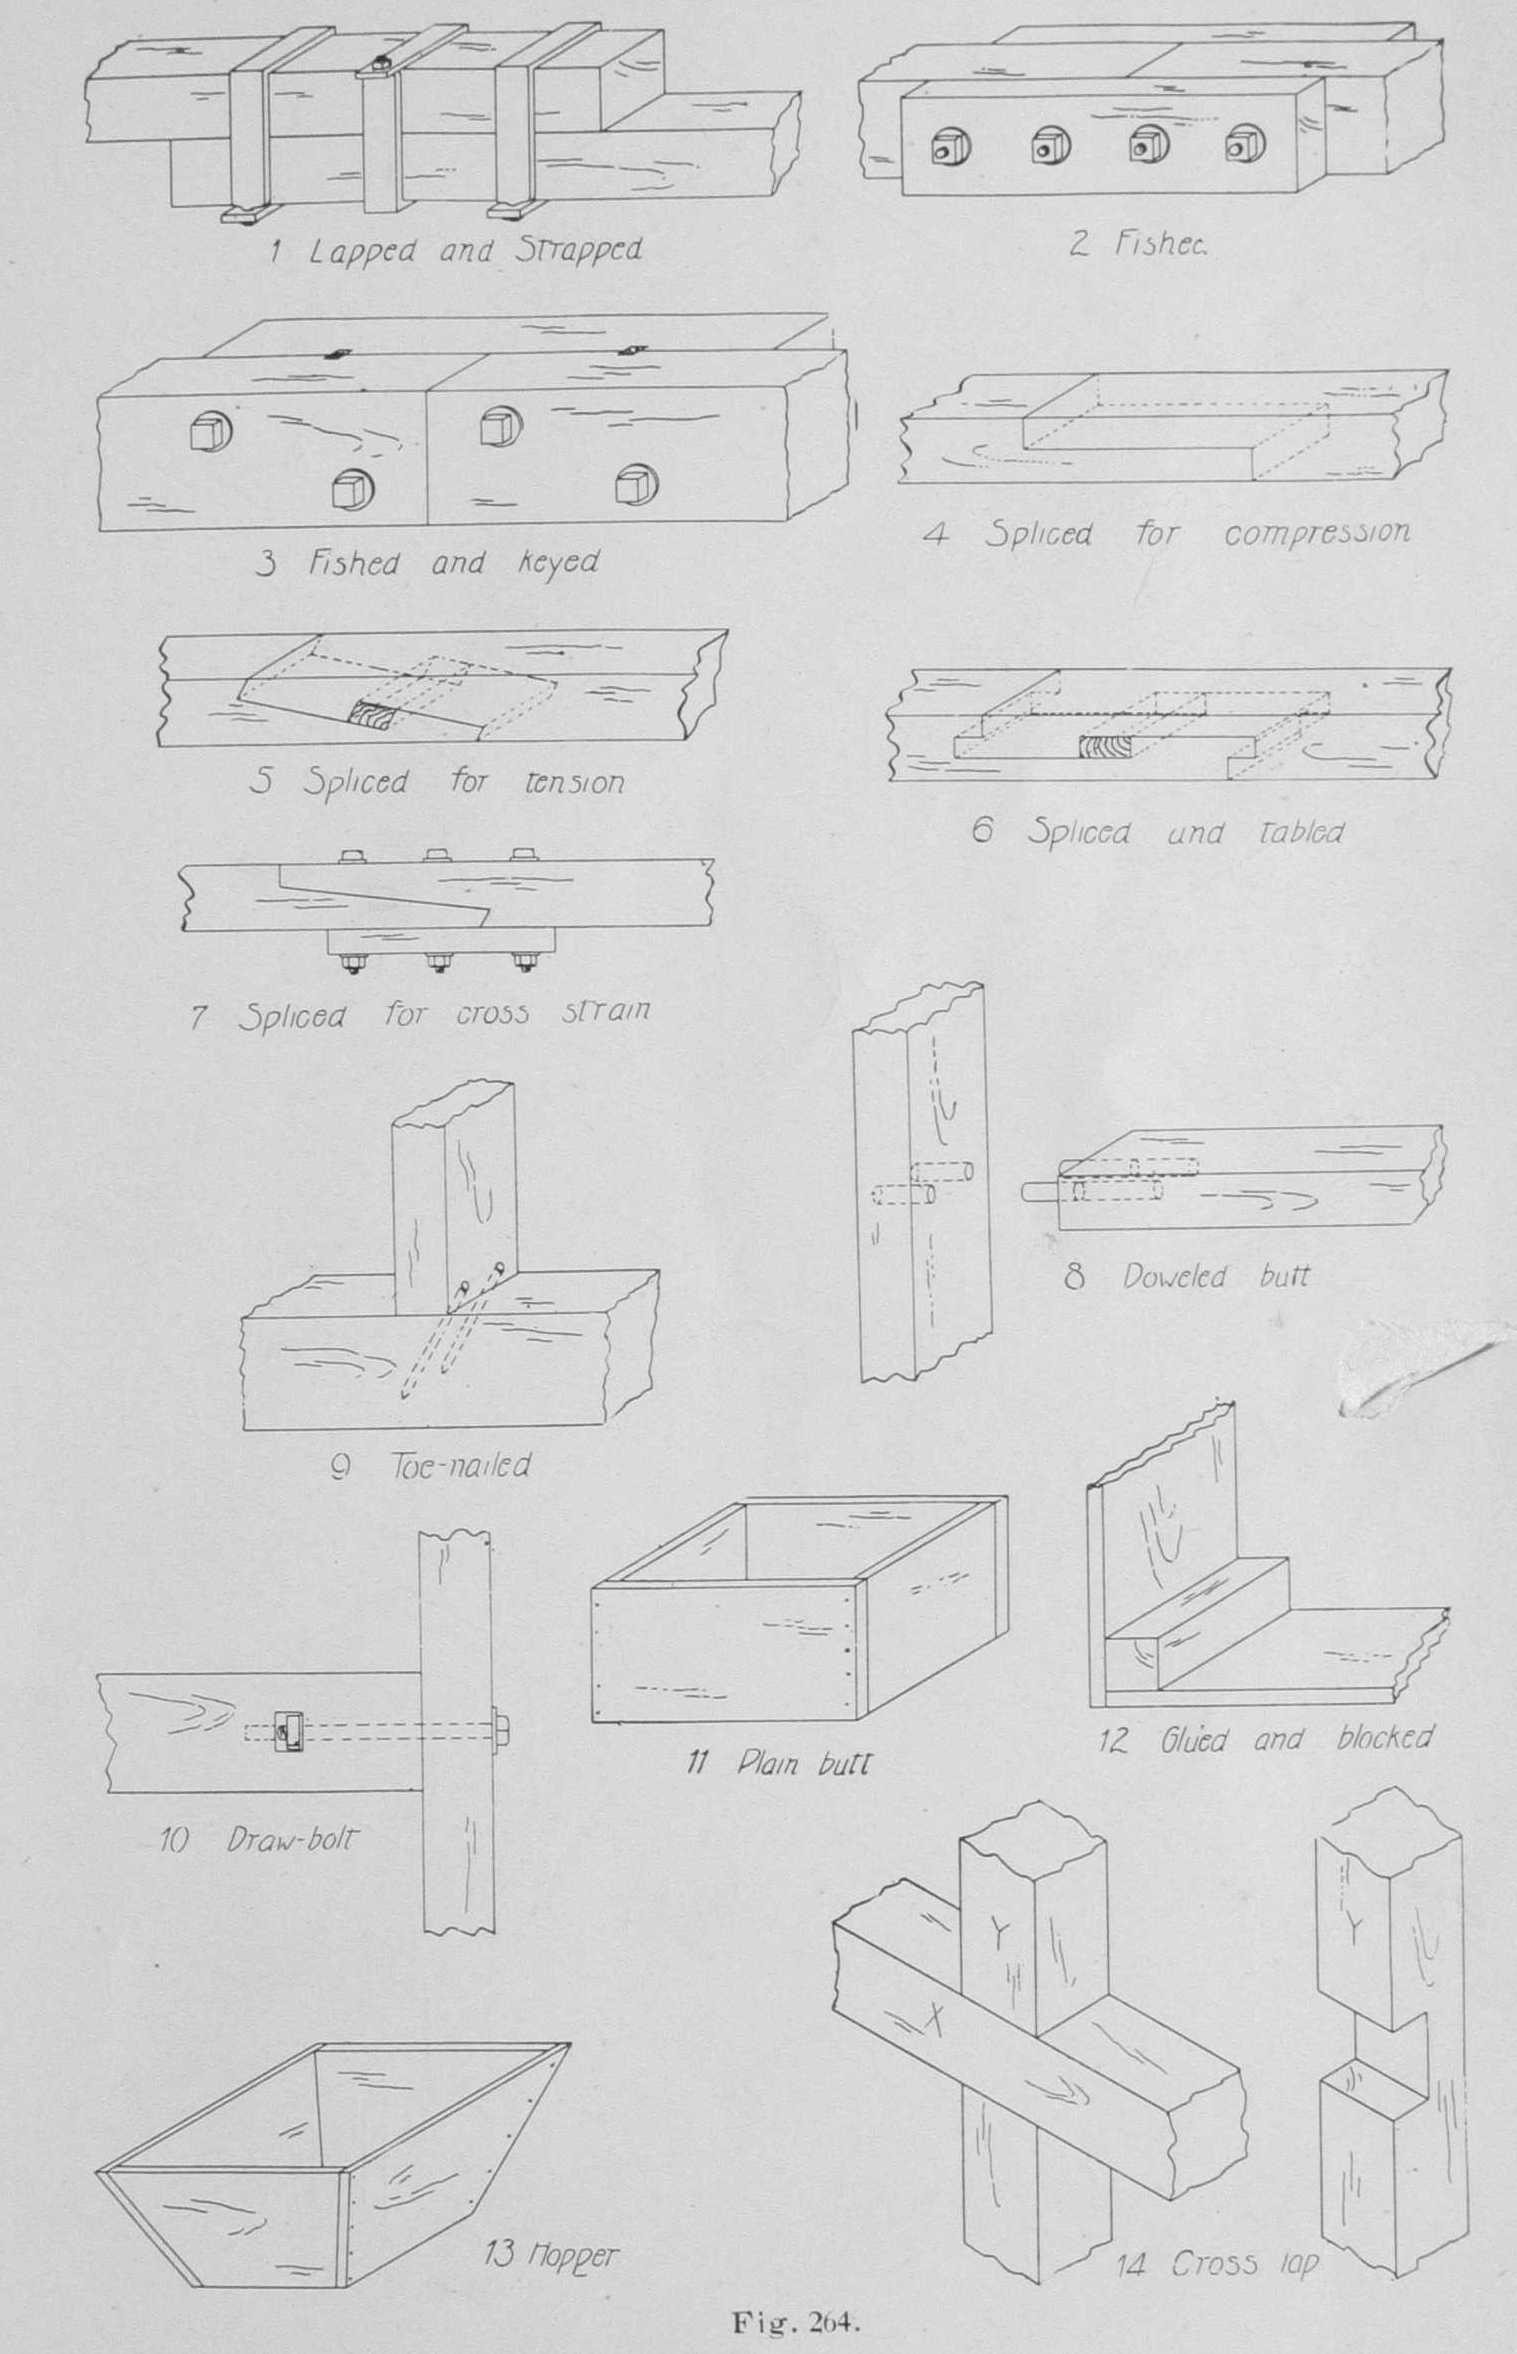 1 Lapped and Strapped
2 Fished
3 Fished and keyed
4 Spliced for compression
5 Spliced for tension
6 Spliced and tabled
7 Spliced for cross strain
8 Doweled butt
9 Toe-nailed
10 Draw-bolt
11 Plain butt
12 Glued and blocked
Y
Y
X
13 Hopper
14 Cross lap
Fig. 264.